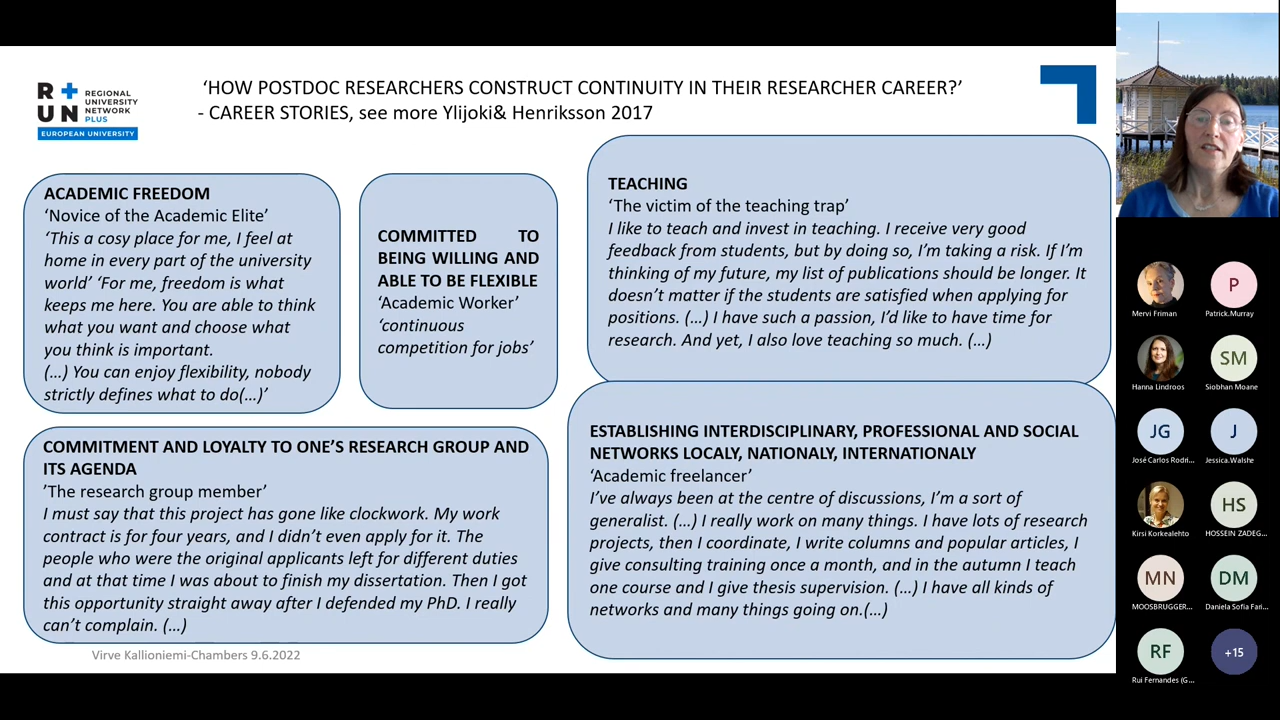 R+
UN
REGIONAL
UNIVERSITY
NETWORK
PLUS
EUROPEAN UNIVERSITY
‘HOW POSTDOC RESEARCHERS CONSTRUCT CONTINUITY IN THEIR RESEARCHER CAREER?’
- CAREER STORIES, see more Ylijoki& Henriksson 2017
ACADEMIC FREEDOM
‘Novice of the Academic Elite’
‘This a cosy place for me, I feel at
home in every part of the university
world’ ‘For me, freedom is what
keeps me here. You are able to think
what you want and choose what
you think is important.
(…) You can enjoy flexibility, nobody
strictly defines what to do(…)’
COMMITTED TO
BEING WILLING AND
ABLE TO BE FLEXIBLE
‘Academic Worker’
‘continuous
competition for jobs’
TEACHING
‘The victim of the teaching trap’
I like to teach and invest in teaching. I receive very good
feedback from students, but by doing so, I’m taking a risk. If I’m
thinking of my future, my list of publications should be longer. It
doesn’t matter if the students are satisfied when applying for
positions. (…) I have such a passion, I’d like to have time for
research. And yet, I also love teaching so much. (…)
COMMITMENT AND LOYALTY TO ONE’S RESEARCH GROUP AND
ITS AGENDA
’The research group member’
I must say that this project has gone like clockwork. My work
contract is for four years, and I didn’t even apply for it. The
people who were the original applicants left for different duties
and at that time I was about to finish my dissertation. Then I got
this opportunity straight away after I defended my PhD. I really
can’t complain. (…)
ESTABLISHING INTERDISCIPLINARY, PROFESSIONAL AND SOCIAL
NETWORKS LOCALY, NATIONALY, INTERNATIONALY
‘Academic freelancer’
I’ve always been at the centre of discussions, I’m a sort of
generalist. (…) I really work on many things. I have lots of research
projects, then I coordinate, I write columns and popular articles, I
give consulting training once a month, and in the autumn I teach
one course and I give thesis supervision. (…) I have all kinds of
networks and many things going on.(…)
Virve Kallioniemi-Chambers 9.6.2022
P
Mervi Friman
Patrick.Murray
SM
Hanna Lindroos
Siobhan Moane
JG
J
José Carlos Rodri...
Jessica.Walshe
HS
Kirsi Korkealehto
HOSSEIN ZADEG...
MN
DM
MOOSBRUGGER...
Daniela Sofia Fari...
RF
+15
Rui Fernandes (G...